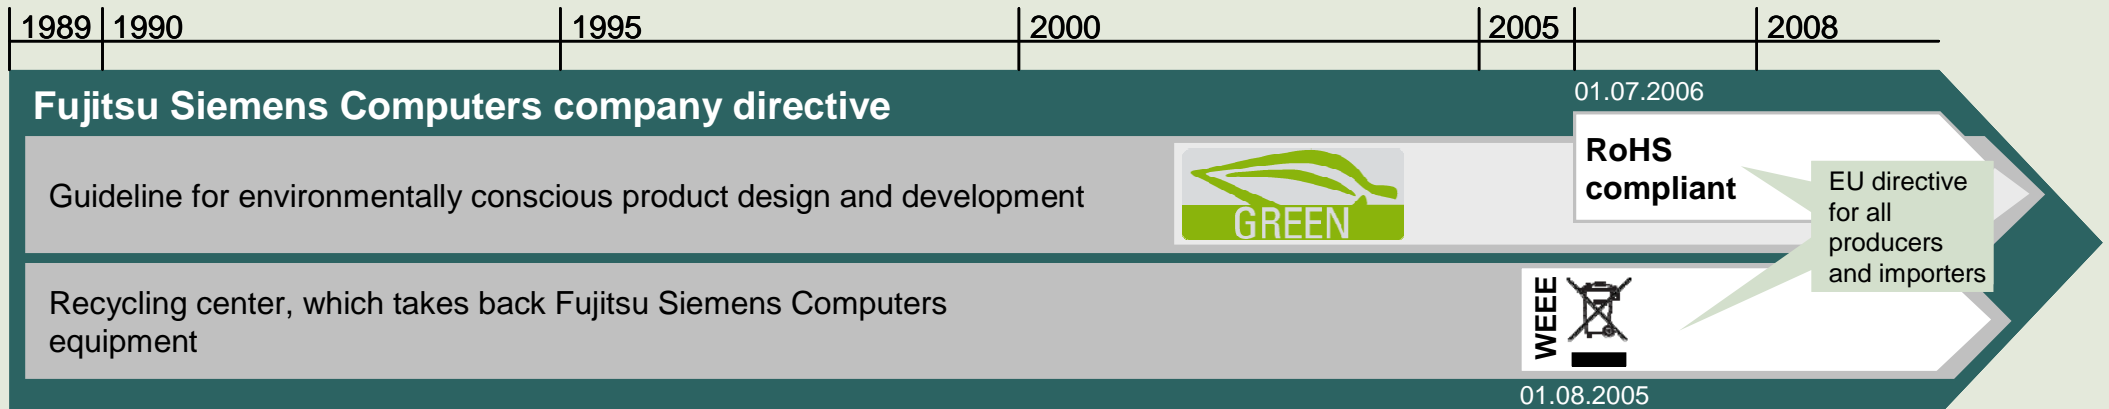 1989 1990 1995 2000 2005 2008
Fujitsu Siemens Computers company directive
01.07.2006
Guideline for environmentally conscious product design and development
GREEN
RoHS
compliant
EU directive
for all
producers
and importers
Recycling center, which takes back Fujitsu Siemens Computers
equipment
WEEE
01.08.2005